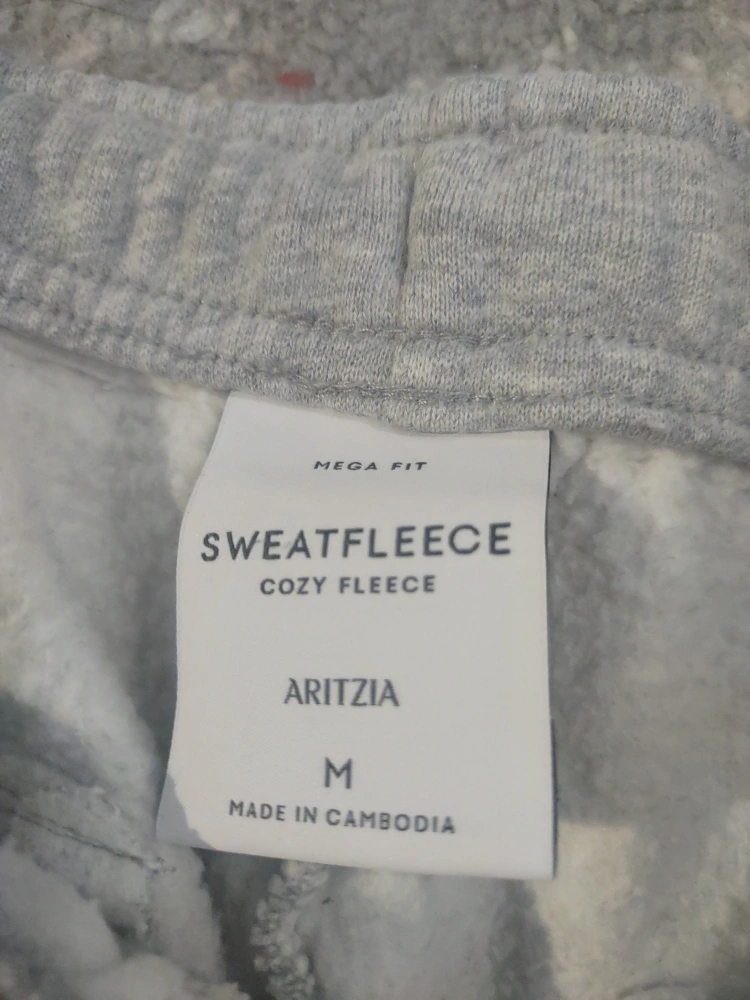 MEGA FIT
SWEATFLEECE
COZY FLEECE
ARITZIA
M
MADE IN CAMBODIA